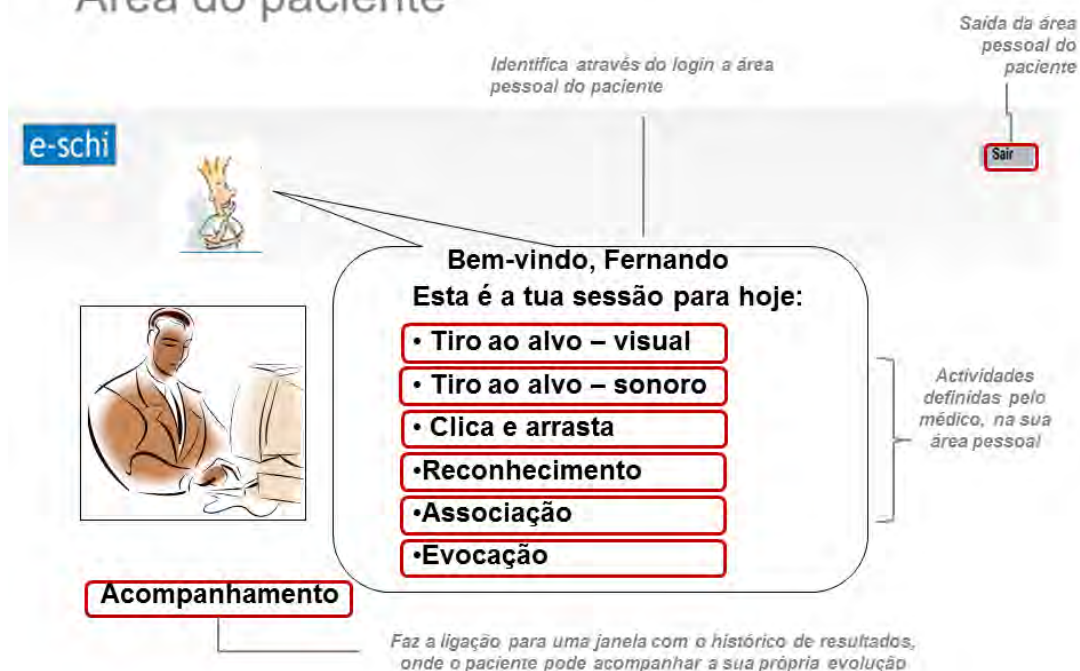 Área do paciente
Saída da área
pessoal do
paciente
Identifica através do login a área
pessoal do paciente
e-schi
Sair
Bem-vindo, Fernando
Esta é a tua sessão para hoje:
• Tiro ao alvo – visual
• Tiro ao alvo – sonoro
• Clica e arrasta
•Reconhecimento
•Associação
•Evocação
Actividades
definidas pelo
médico, na sua
área pessoal
Acompanhamento
Faz a ligação para uma janela com o histórico de resultados,
onde o paciente pode acompanhar a sua própria evolução